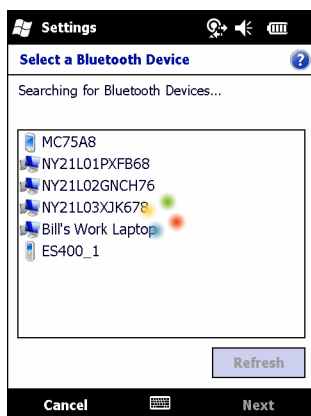 Settings
Select a Bluetooth Device
Searching for Bluetooth Devices...
MC75A8
NY21L01PXFB68
NY21L02GNCH76
NY21L03XJK678
Bill's Work Laptop
ES400_1
Refresh
Cancel
Next